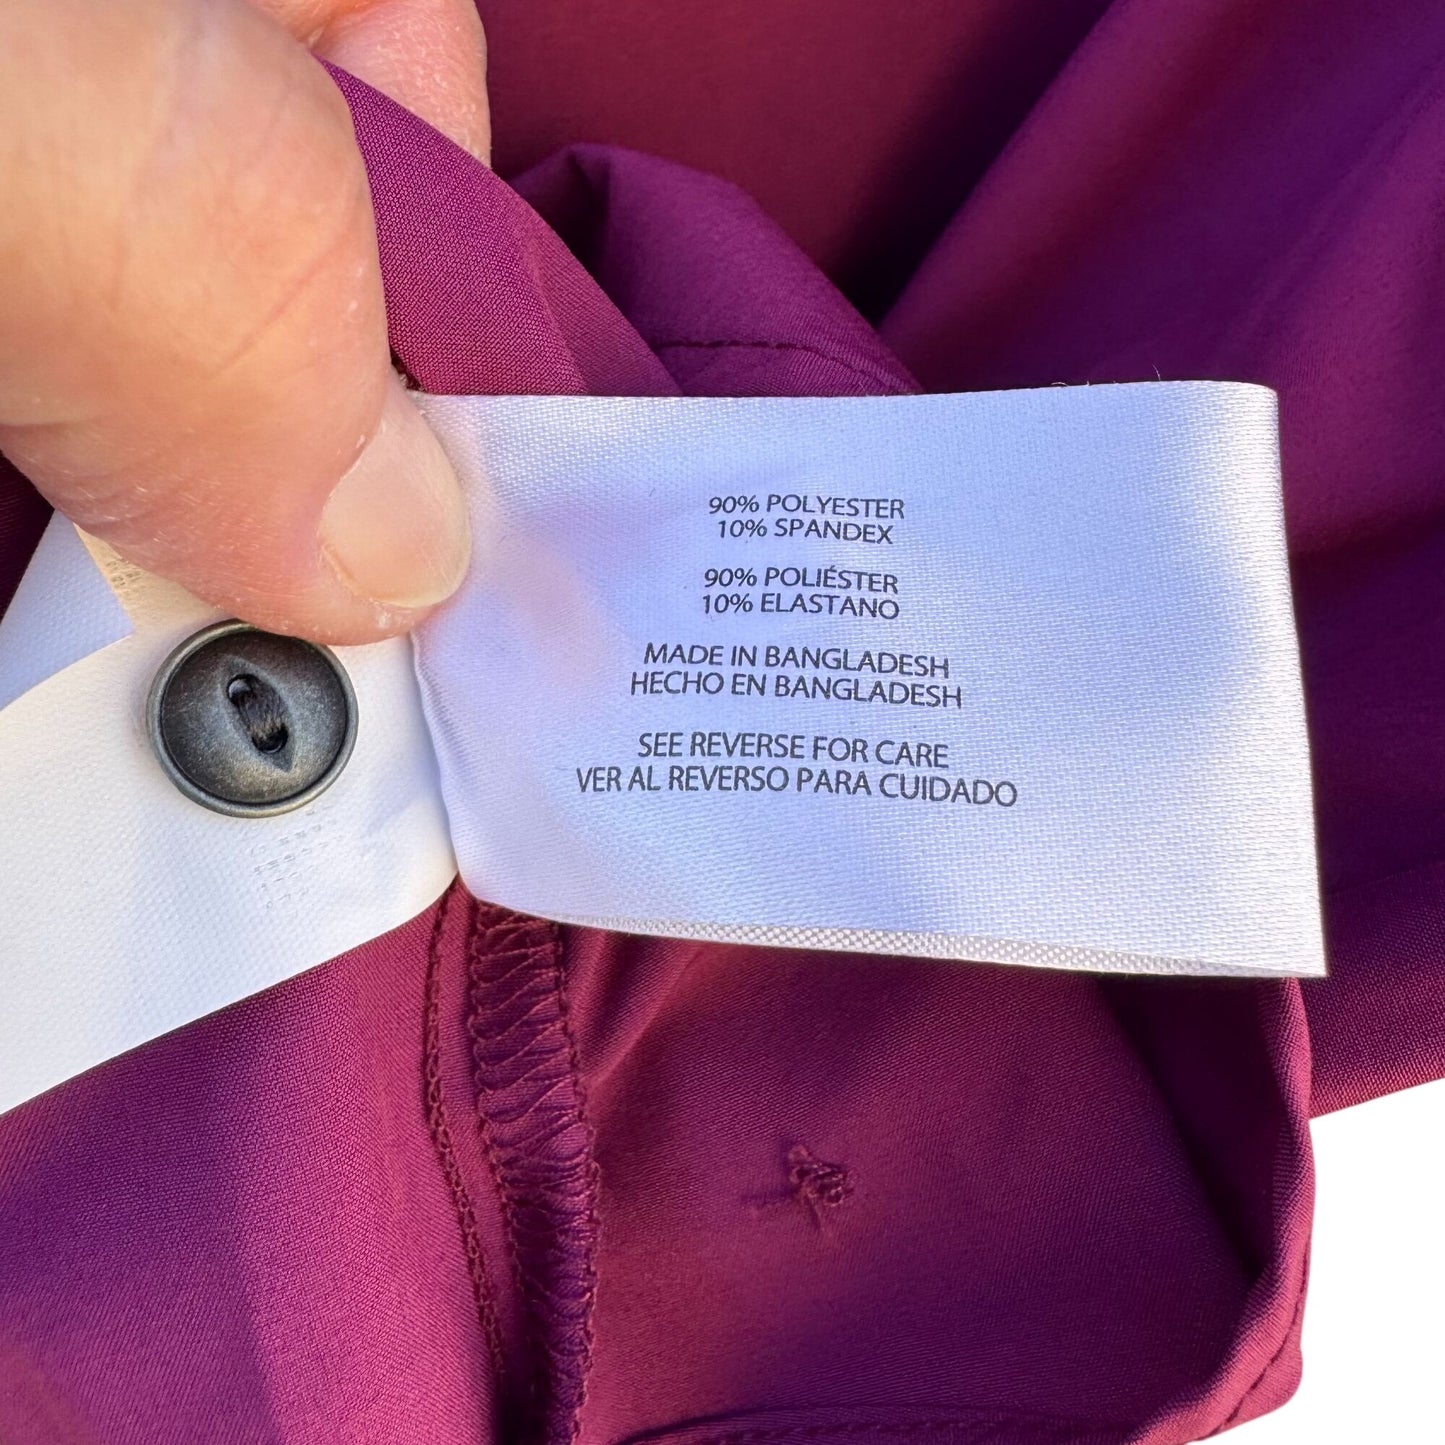 90% POLYESTER
10% SPANDEX
90% POLIÉSTER
10% ELASTANO
MADE IN BANGLADESH
HECHO EN BANGLADESH
SEE REVERSE FOR CARE
VER AL REVERSO PARA CUIDADO